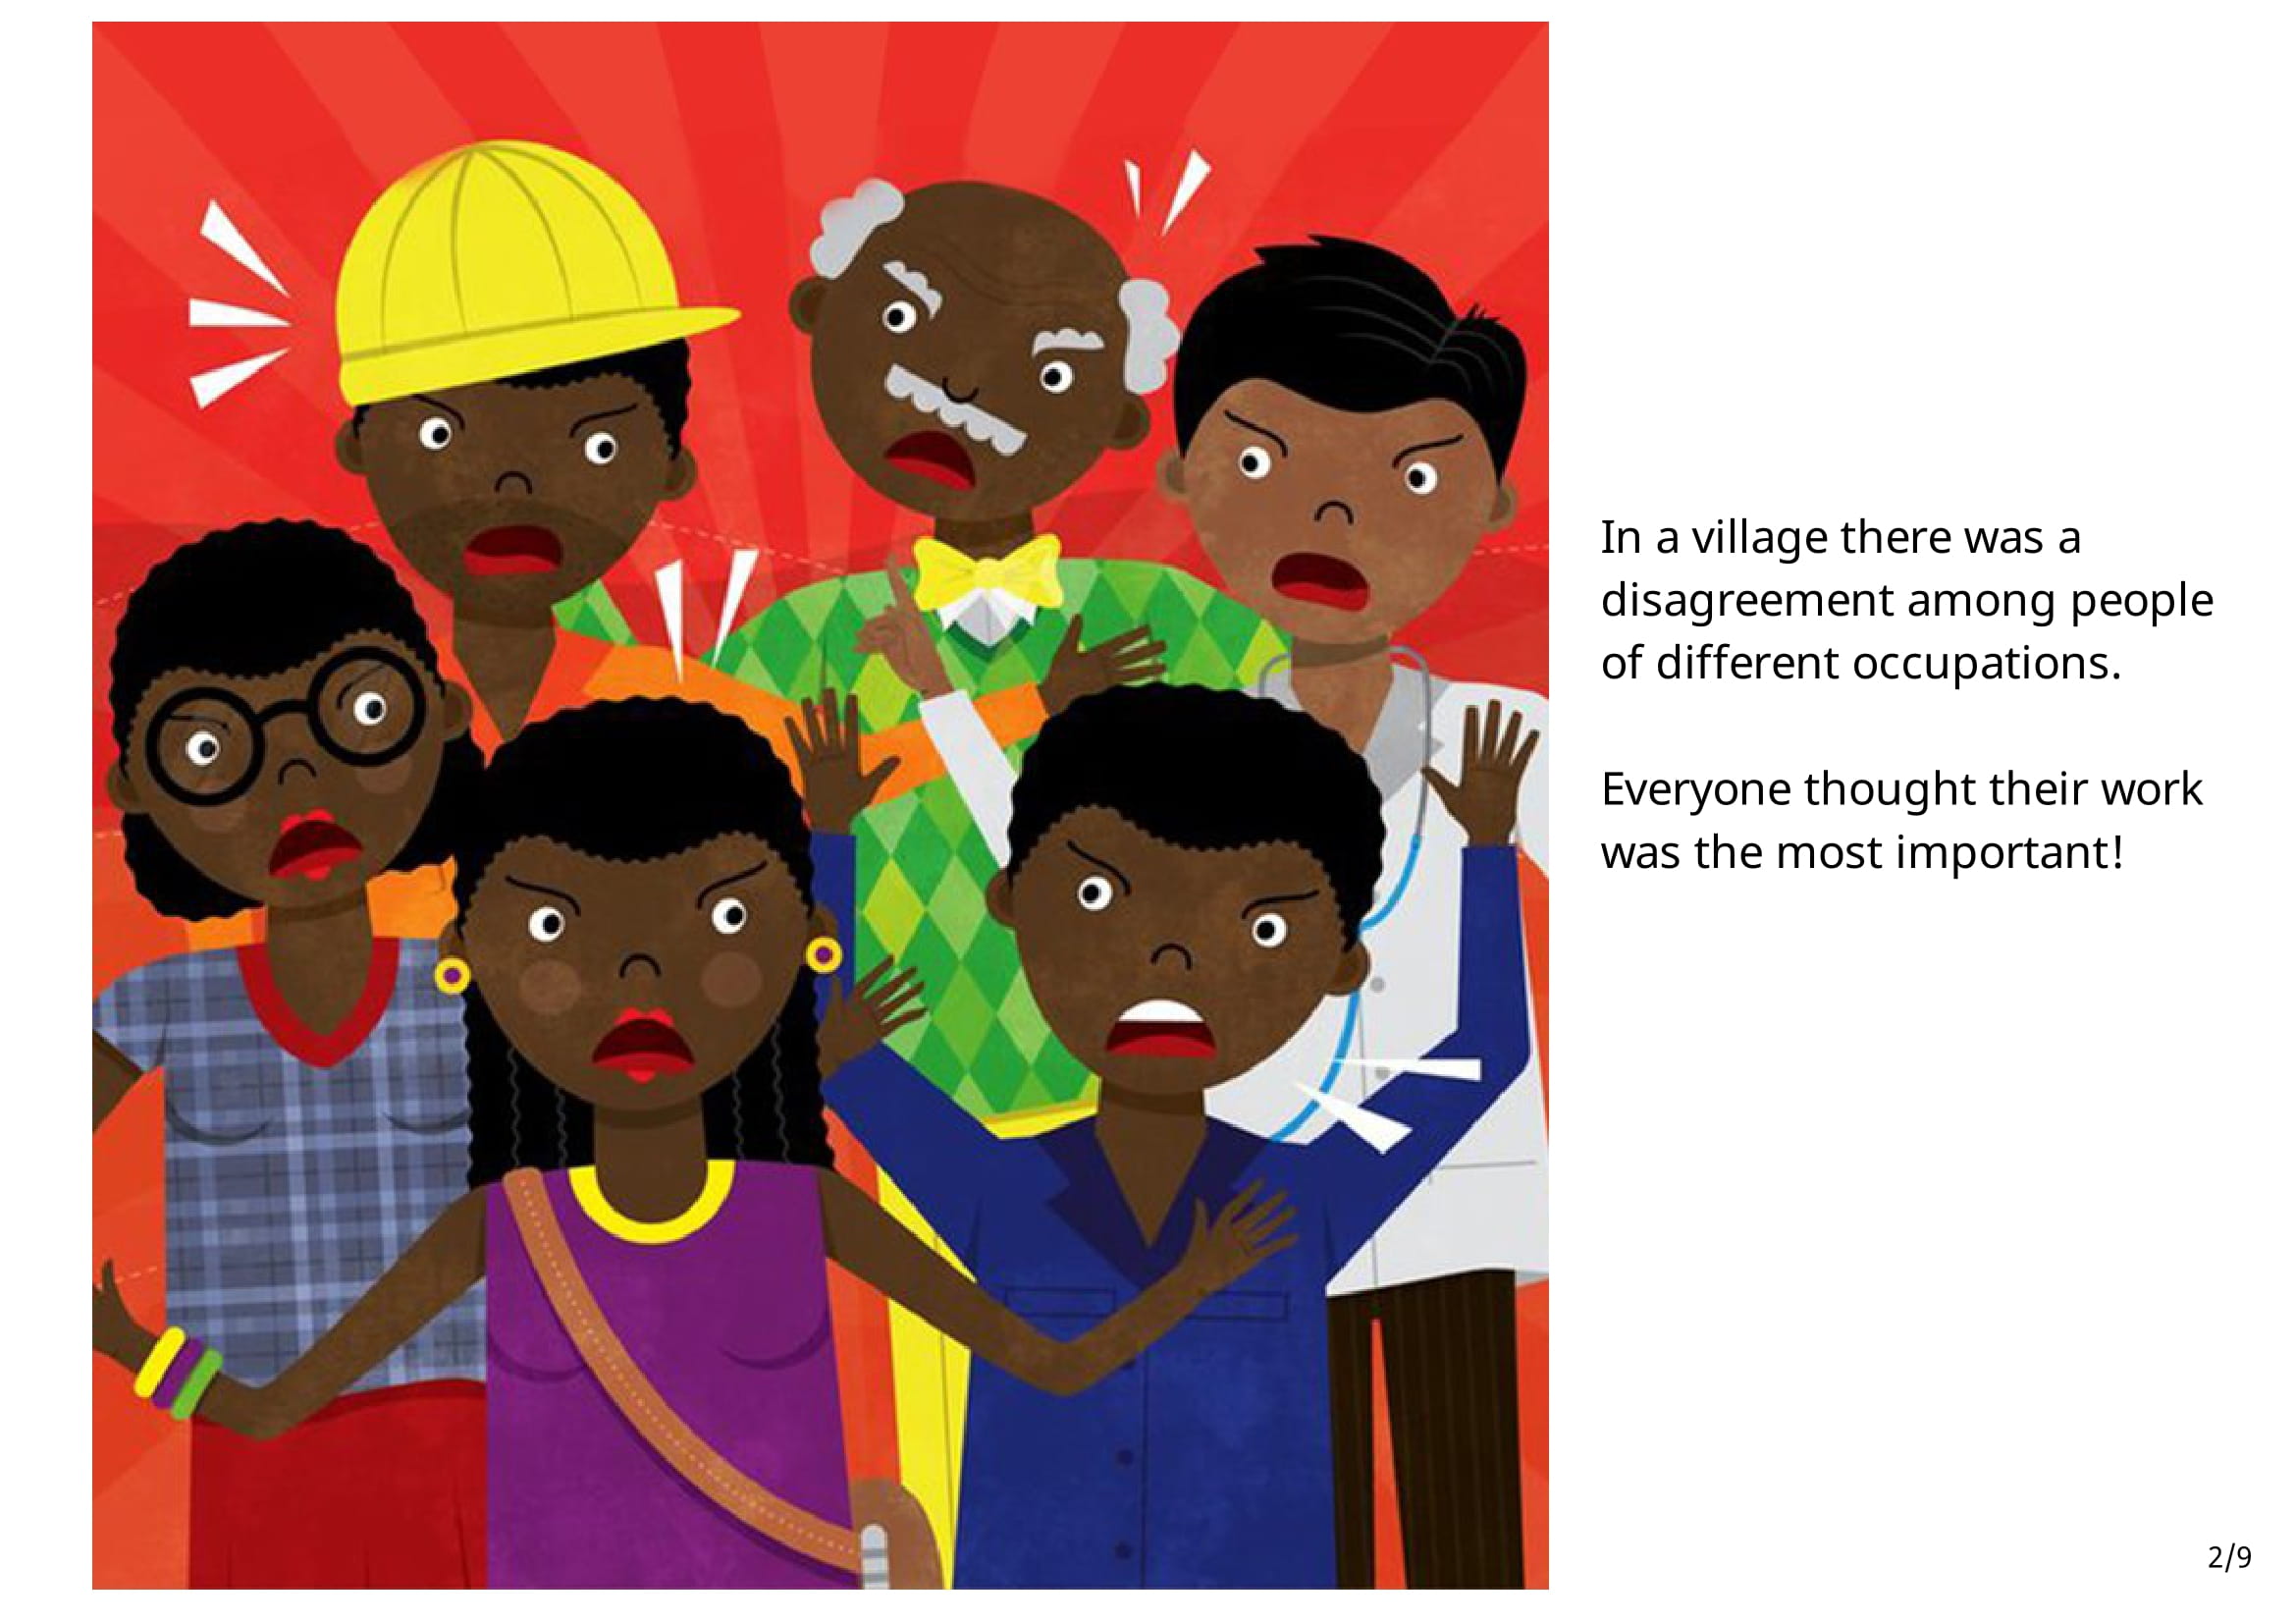 In a village there was a
disagreement among people
of different occupations.
Everyone thought their work
was the most important!
2/9